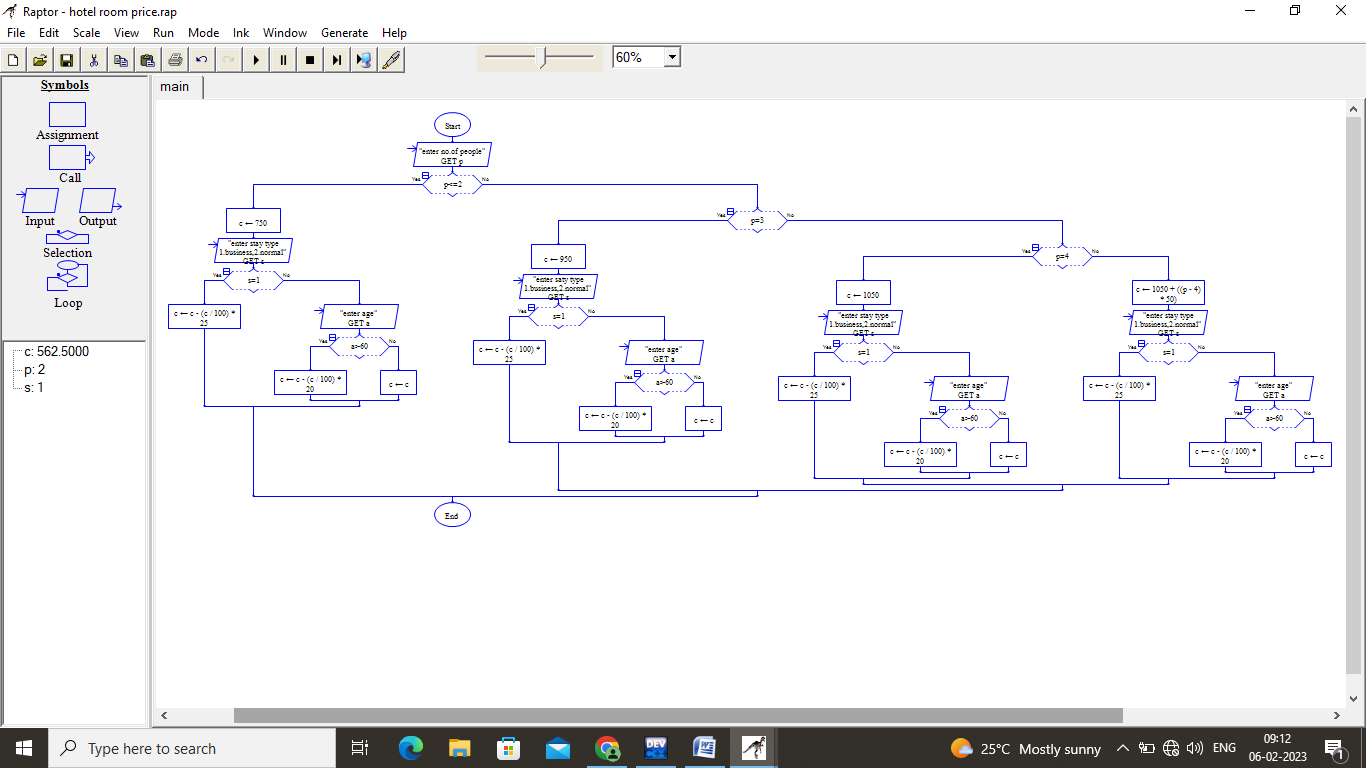 Raptor - hotel room price.rap
File Edit Scale View Run Mode Ink Window Generate Help
60%
Symbols
main
Assignment
Call
Input Output
Selection
Loop
c: 562.5000
p: 2
s: 1
Start
"enter no.of people"
GET p
Yes p<=2 No
c ← 750
"enter stay type
1.business,2.normal"
GET s
Yes s=1 No
c ← c - (c / 100) *
25
"enter age"
GET a
Yes a>60 No
c ← c - (c / 100) *
20
c ← c
Yes p=3 No
c ← 950
"enter saty type
1.business,2.normal"
GET s
Yes s=1 No
c ← c - (c / 100) *
25
"enter age"
GET a
Yes a>60 No
c ← c - (c / 100) *
20
c ← c
Yes p=4 No
c ← 1050
"enter stay type
1.business,2.normal"
GET s
Yes s=1 No
c ← c - (c / 100) *
25
"enter age"
GET a
Yes a>60 No
c ← c - (c / 100) *
20
c ← c
c ← 1050 + ((p - 4)
* 50)
"enter stay type
1.business,2.normal"
GET s
Yes s=1 No
c ← c - (c / 100) *
25
"enter age"
GET a
Yes a>60 No
c ← c - (c / 100) *
20
c ← c
End
Type here to search
DEV
25°C Mostly sunny
ENG
09:12
06-02-2023
1